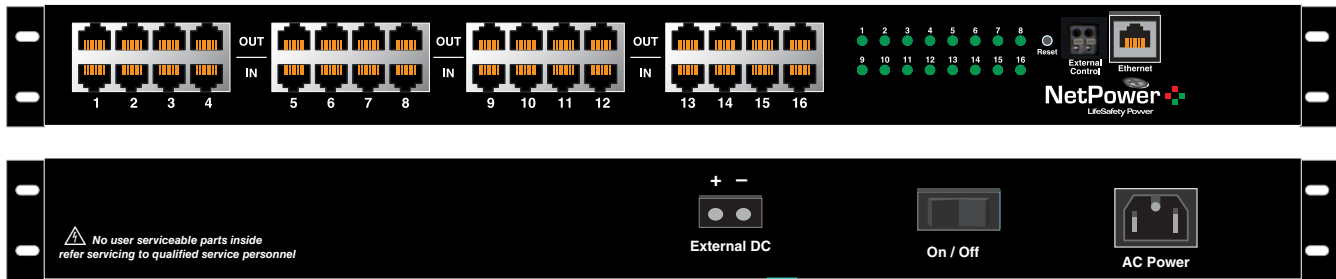 OUT
IN
OUT
IN
OUT
IN
1 2 3 4 5 6 7 8 9 10 11 12 13 14 15 16
1 2 3 4 5 6 7 8
9 10 11 12 13 14 15 16
Reset
External
Control
Ethernet
NetPower
LifeSafety Power
+ −
External DC
On / Off
AC Power
No user serviceable parts inside
refer servicing to qualified service personnel